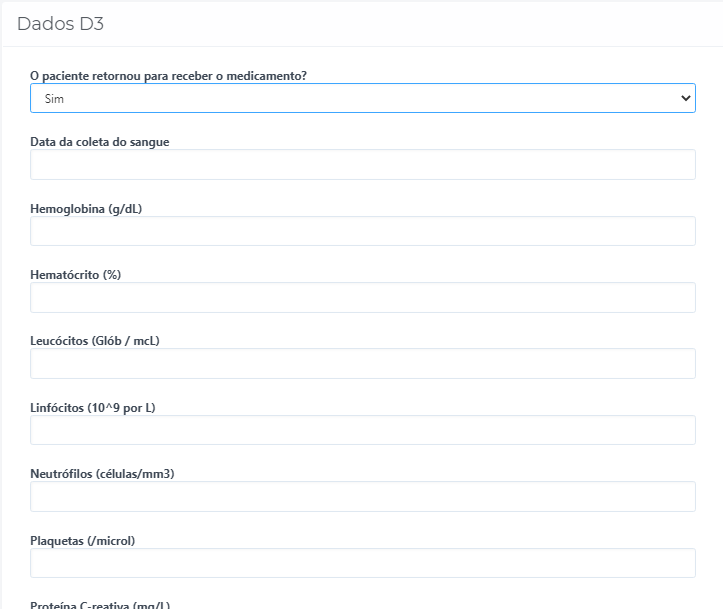 Dados D3
O paciente retornou para receber o medicamento?
Sim
Data da coleta do sangue
Hemoglobina (g/dL)
Hematócrito (%)
Leucócitos (Glób / mcL)
Linfócitos (10^9 por L)
Neutrófilos (células/mm3)
Plaquetas (/microl)
Proteína C-reativa (mg/L)